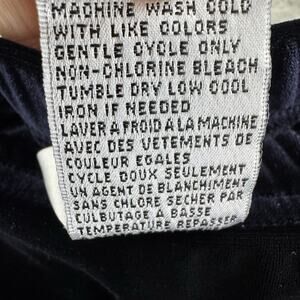 MACHINE WASH COLD
WITH LIKE COLORS
GENTLE CYCLE ONLY
NON-CHLORINE BLEACH
TUMBLE DRY LOW COOL
IRON IF NEEDED
LAVER A FROID A LA MACHINE
AVEC DES VETEMENTS DE
COULEUR EGALES
CYCLE DOUX SEULEMENT
UN AGENT DE BLANCHIMENT
SANS CHLORE SECHER PAR
CULBUTAGE A BASSE
TEMPERATURE REPASSER